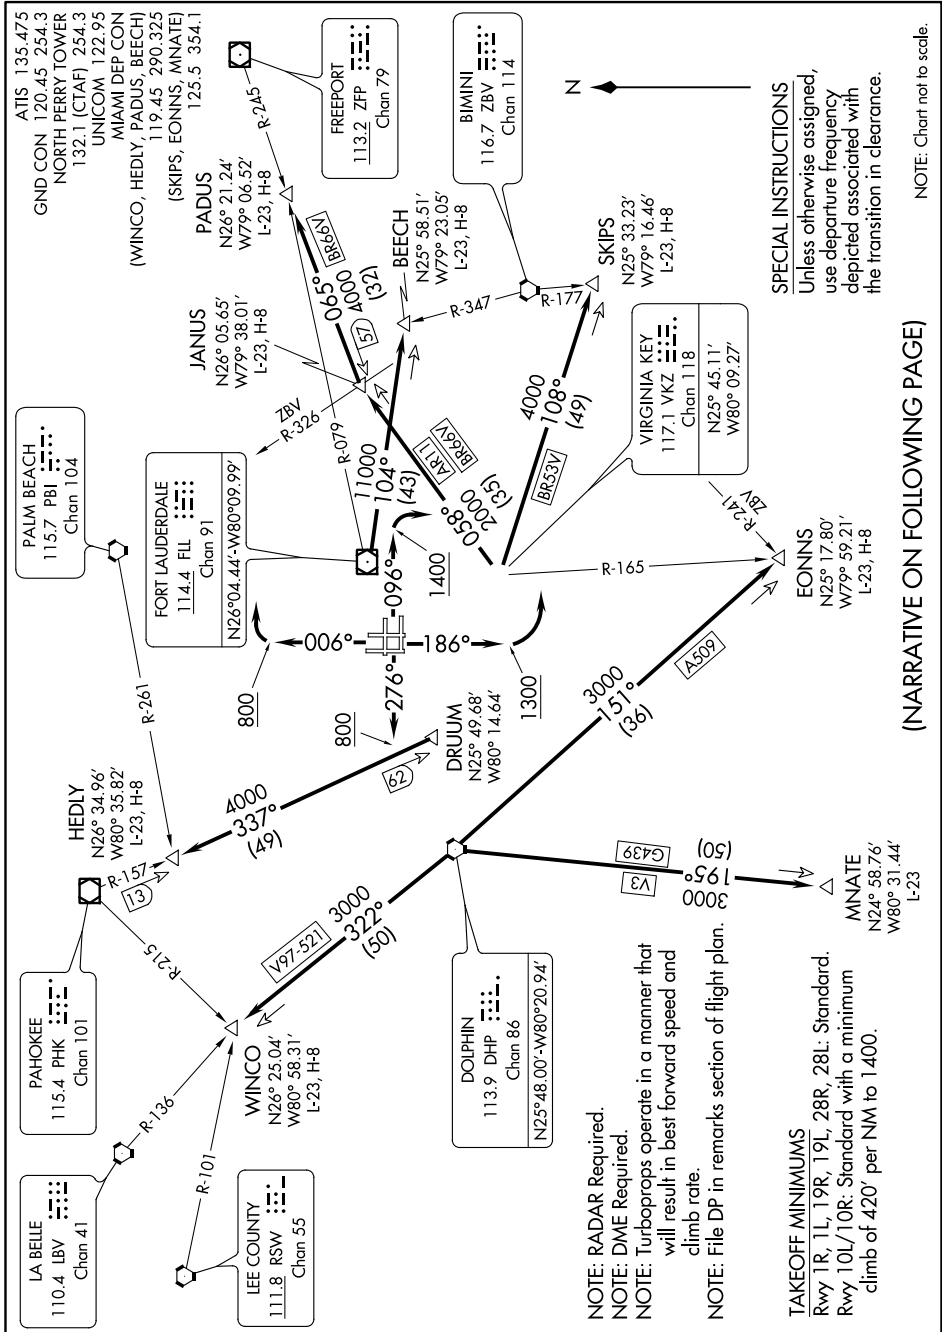 ATIS 135.475
GND CON 120.45 254.3
NORTH PERRY TOWER
132.1 (CTAF) 254.3
UNICOM 122.95
MIAMI DEP CON
(WINCO, HEDLY, PADUS, BEECH)
119.45 290.325
(SKIPS, EONNS, MNATE)
125.5 354.1
LA BELLE
110.4 LBV
Chan 41
R-136
PAHOKEE
115.4 PHK
Chan 101
R-157
13
R-215
HEDLY
N26° 34.96'
W80° 35.82'
L-23, H-8
PALM BEACH
115.7 PBI
Chan 104
R-261
FORT LAUDERDALE
114.4 FLL
Chan 91
N26°04.44'-W80°09.99'
JANUS
N26° 05.65'
W79° 38.01'
L-23, H-8
PADUS
N26° 21.24'
W79° 06.52'
L-23, H-8
R-245
FREEPORT
113.2 ZFP
Chan 79
LEE COUNTY
111.8 RSW
Chan 55
R-101
WINCO
N26° 25.04'
W80° 58.31'
L-23, H-8
V97-521
3000
322°
(50)
4000
337°
(49)
62
DRUUM
N25° 49.68'
W80° 14.64'
800
006°
800
276°
096°
1400
186°
1300
ZBV
R-326
R-079
11000
104°
(43)
BR66V
065°
4000
(32)
57
BEECH
N25° 58.51'
W79° 23.05'
L-23, H-8
AR11
BR66V
058°
2000
(35)
R-347
R-177
BIMINI
116.7 ZBV
Chan 114
N
SKIPS
N25° 33.23'
W79° 16.46'
L-23, H-8
4000
108°
(49)
BR53V
VIRGINIA KEY
117.1 VKZ
Chan 118
N25° 45.11'
W80° 09.27'
R-241
ZBV
R-165
EONNS
N25° 17.80'
W79° 59.21'
L-23, H-8
3000
151°
(36)
A509
DOLPHIN
113.9 DHP
Chan 86
N25°48.00'-W80°20.94'
V3
G439
3000
195°
(50)
MNATE
N24° 58.76'
W80° 31.44'
L-23
NOTE: RADAR Required.
NOTE: DME Required.
NOTE: Turboprops operate in a manner that
will result in best forward speed and
climb rate.
NOTE: File DP in remarks section of flight plan.
TAKEOFF MINIMUMS
Rwy 1R, 1L, 19R, 19L, 28R, 28L: Standard.
Rwy 10L/10R: Standard with a minimum
climb of 420' per NM to 1400.
SPECIAL INSTRUCTIONS
Unless otherwise assigned,
use departure frequency
depicted associated with
the transition in clearance.
(NARRATIVE ON FOLLOWING PAGE)
NOTE: Chart not to scale.